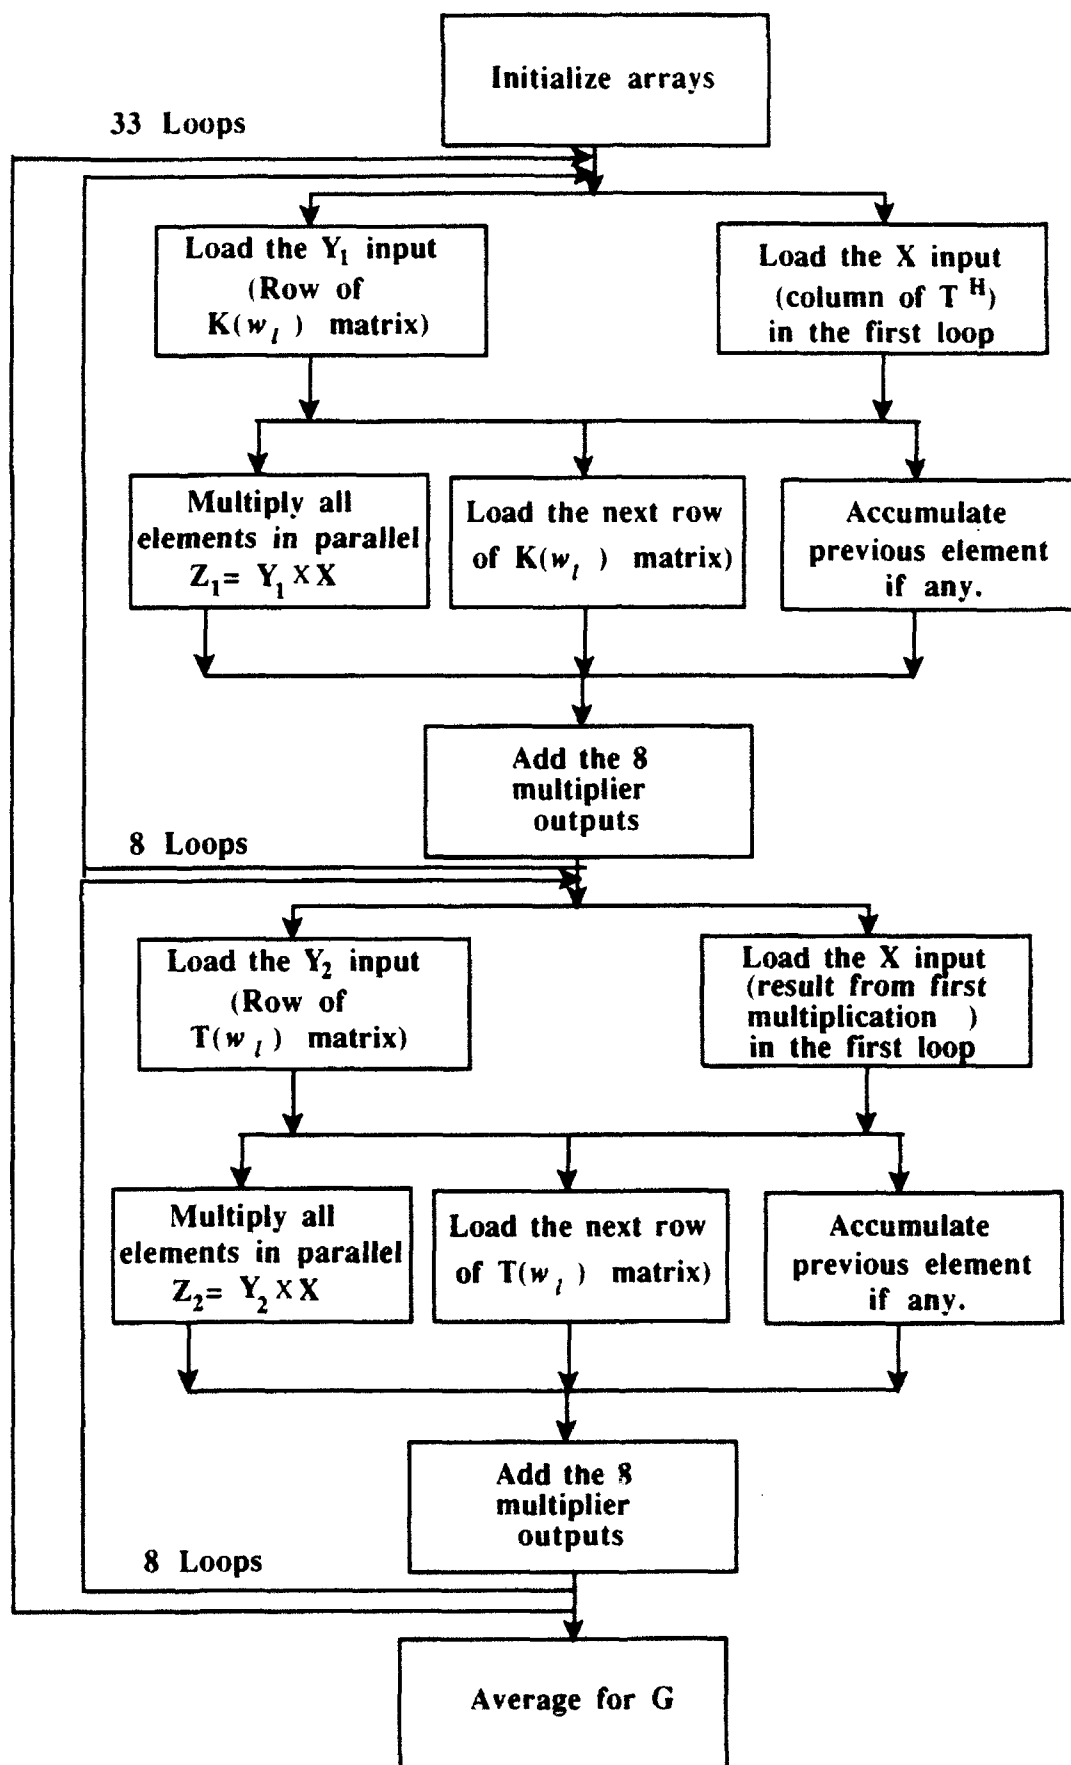 Initialize arrays
33 Loops
Load the Y₁ input
(Row of
K(w_l) matrix)
Load the X input
(column of T^H)
in the first loop
Multiply all
elements in parallel
Z₁= Y₁ × X
Load the next row
of K(w_l) matrix)
Accumulate
previous element
if any.
Add the 8
multiplier
outputs
8 Loops
Load the Y₂ input
(Row of
T(w_l) matrix)
Load the X input
(result from first
multiplication )
in the first loop
Multiply all
elements in parallel
Z₂= Y₂ × X
Load the next row
of T(w_l) matrix)
Accumulate
previous element
if any.
Add the 8
multiplier
outputs
8 Loops
Average for G